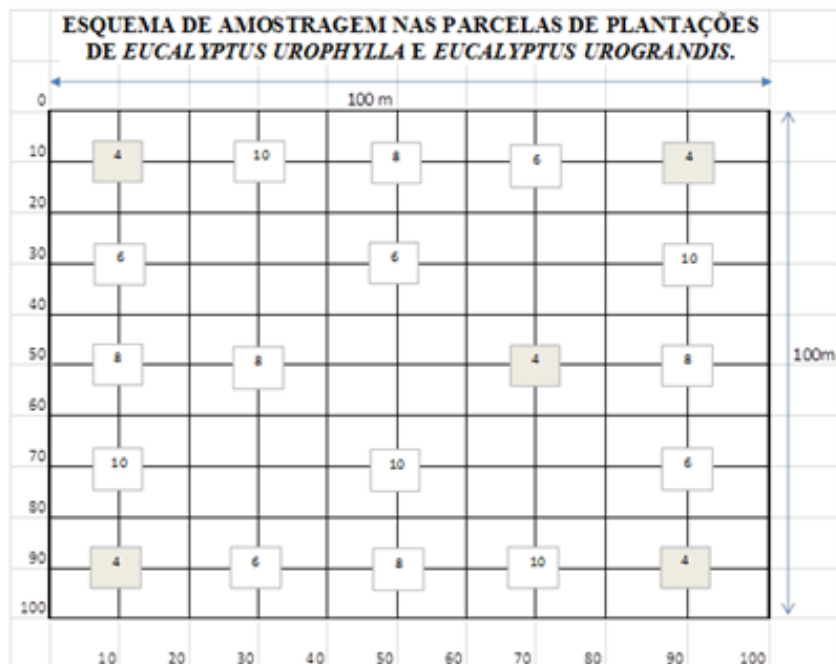 ESQUEMA DE AMOSTRAGEM NAS PARCELAS DE PLANTAÇÕES
DE EUCALYPTUS UROPHYLLA E EUCALYPTUS UROGRANDIS.
0 100 m
10 4 10 8 6 4
20
30 6 6 10
40
50 8 8 4 8 100m
60
70 10 10 6
80
90 4 6 8 10 4
100
10 20 30 40 50 60 70 80 90 100